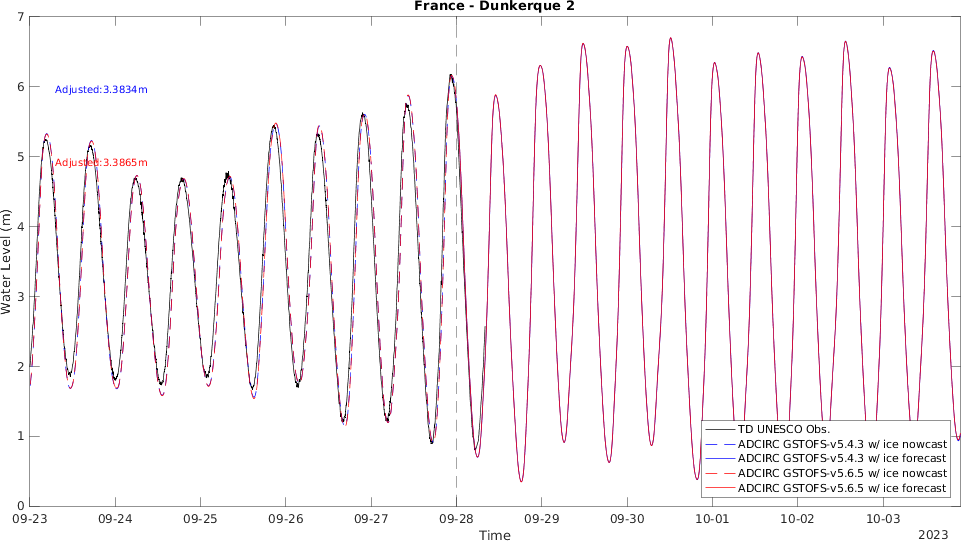 France - Dunkerque 2
7
6
5
4
3
2
1
0
Water Level (m)
Adjusted:3.3834m
Adjusted:3.3865m
TD UNESCO Obs.
ADCIRC GSTOFS-v5.4.3 w/ ice nowcast
ADCIRC GSTOFS-v5.4.3 w/ ice forecast
ADCIRC GSTOFS-v5.6.5 w/ ice nowcast
ADCIRC GSTOFS-v5.6.5 w/ ice forecast
09-23 09-24 09-25 09-26 09-27 09-28 09-29 09-30 10-01 10-02 10-03
Time
2023